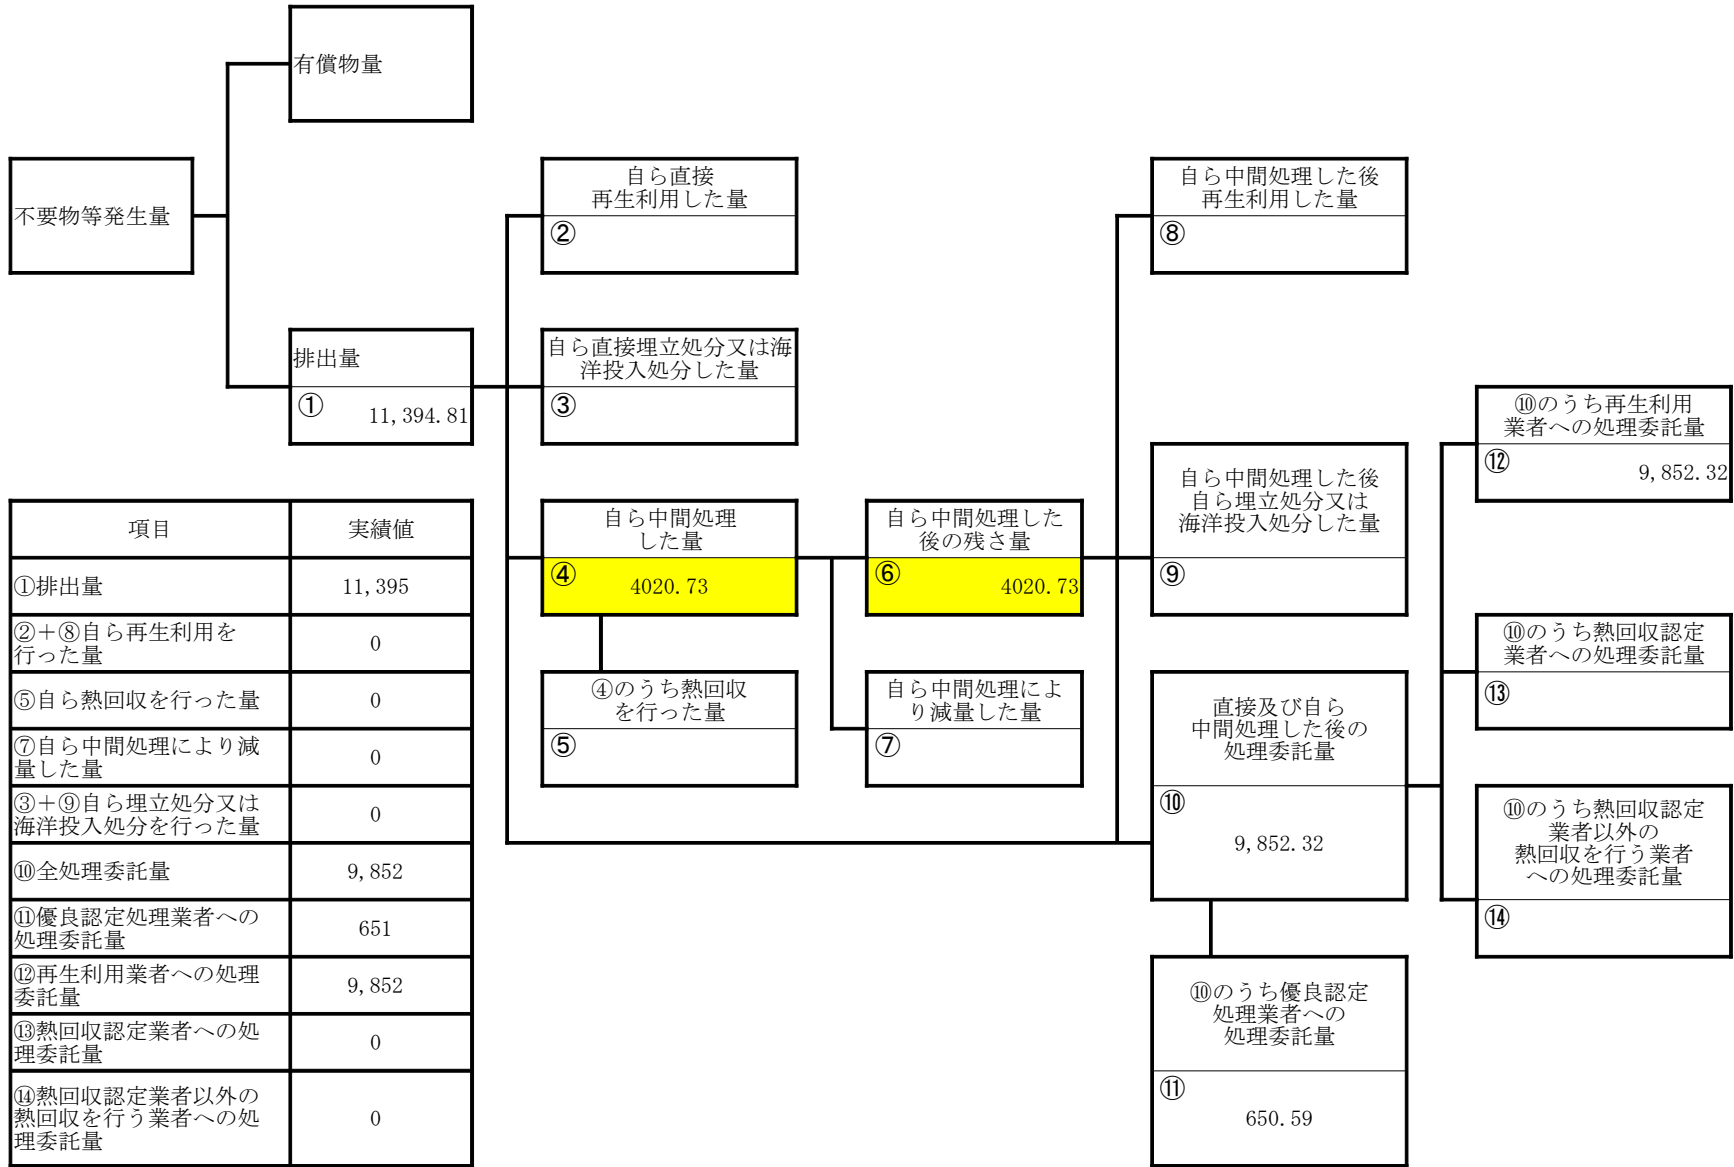 有償物量
不要物等発生量
排出量
① 11,394.81
自ら直接
再生利用した量
②
自ら直接埋立処分又は海
洋投入処分した量
③
自ら中間処理
した量
④ 4020.73
④のうち熱回収
を行った量
⑤
自ら中間処理した
後の残さ量
⑥ 4020.73
自ら中間処理によ
り減量した量
⑦
自ら中間処理した後
再生利用した量
⑧
自ら中間処理した後
自ら埋立処分又は
海洋投入処分した量
⑨
直接及び自ら
中間処理した後の
処理委託量
⑩
9,852.32
⑩のうち優良認定
処理業者への
処理委託量
⑪
650.59
⑩のうち再生利用
業者への処理委託量
⑫ 9,852.32
⑩のうち熱回収認定
業者への処理委託量
⑬
⑩のうち熱回収認定
業者以外の
熱回収を行う業者
への処理委託量
⑭
項目 実績値
①排出量 11,395
②＋⑧自ら再生利用を
行った量 0
⑤自ら熱回収を行った量 0
⑦自ら中間処理により減
量した量 0
③＋⑨自ら埋立処分又は
海洋投入処分を行った量 0
⑩全処理委託量 9,852
⑪優良認定処理業者への
処理委託量 651
⑫再生利用業者への処理
委託量 9,852
⑬熱回収認定業者への処
理委託量 0
⑭熱回収認定業者以外の
熱回収を行う業者への処
理委託量 0